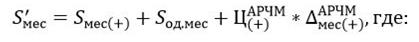 S′мес = Sмес(+) + Sод.мес + Ц(+)^АРЧМ * Δмес(+)^АРЧМ, где: